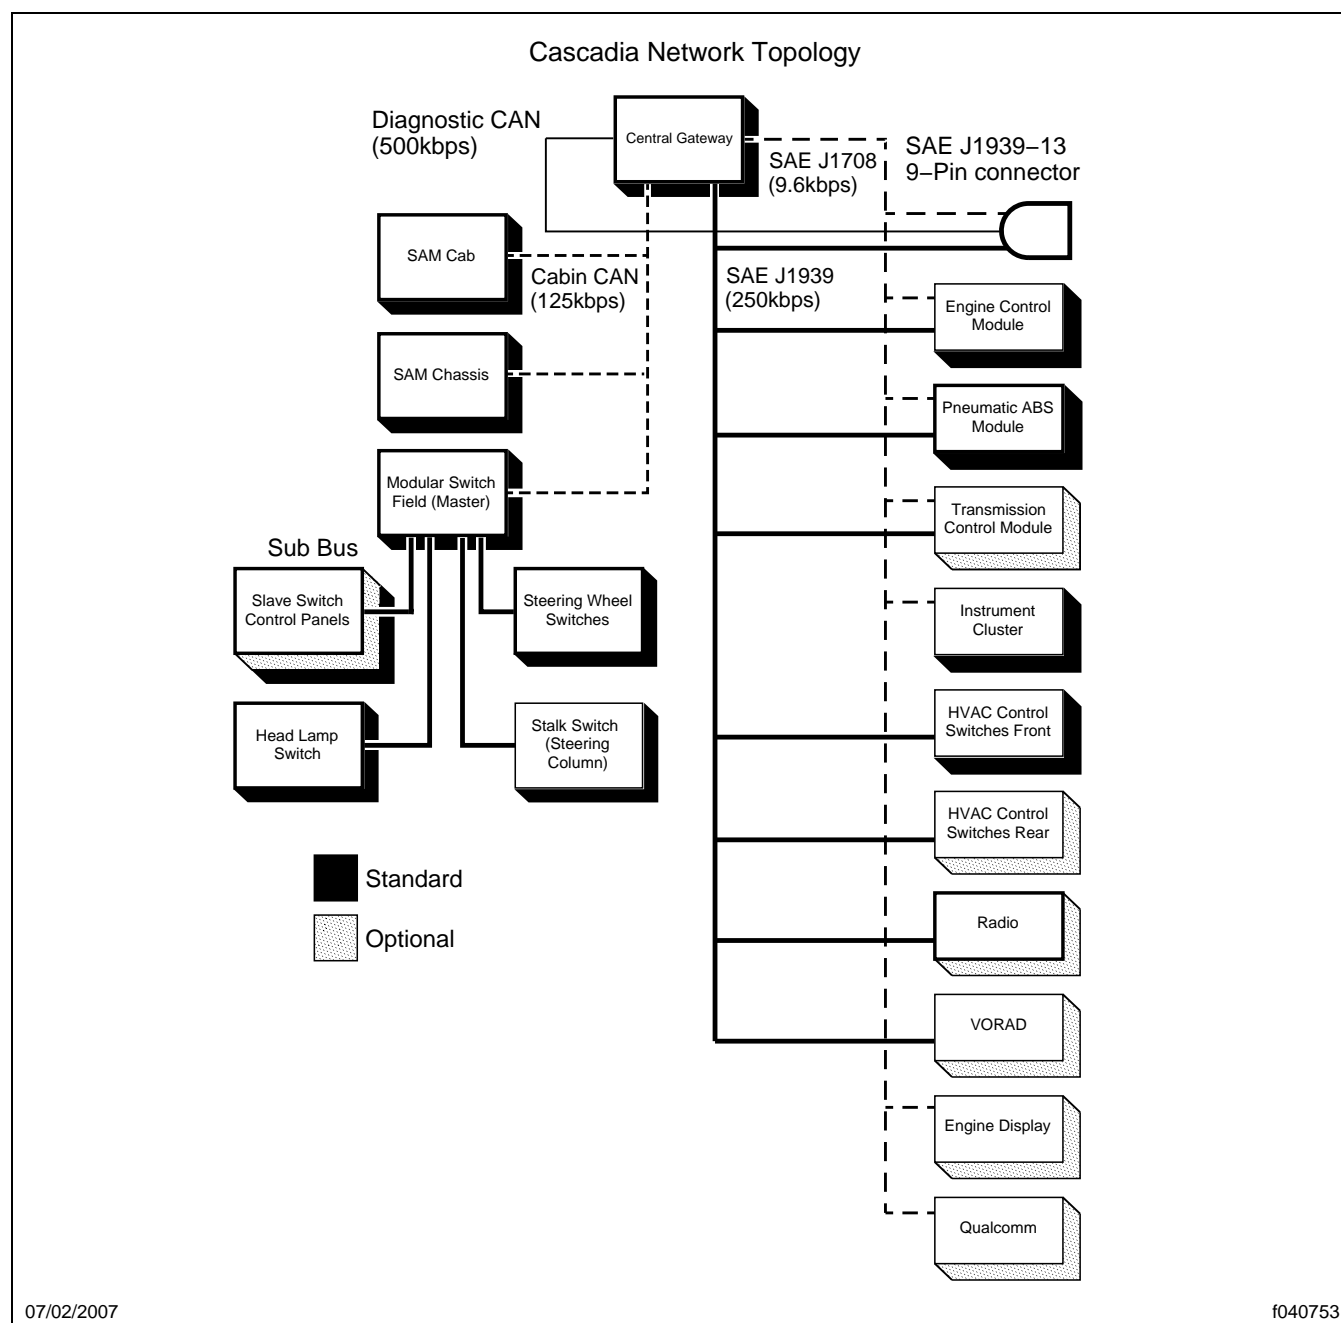 Cascadia Network Topology
Diagnostic CAN
(500kbps)
Central Gateway
SAE J1708
(9.6kbps)
SAE J1939−13
9−Pin connector
SAM Cab
Cabin CAN
(125kbps)
SAE J1939
(250kbps)
Engine Control
Module
SAM Chassis
Pneumatic ABS
Module
Modular Switch
Field (Master)
Transmission
Control Module
Sub Bus
Slave Switch
Control Panels
Steering Wheel
Switches
Instrument
Cluster
Head Lamp
Switch
Stalk Switch
(Steering
Column)
HVAC Control
Switches Front
HVAC Control
Switches Rear
Standard
Optional
Radio
VORAD
Engine Display
Qualcomm
07/02/2007
f040753